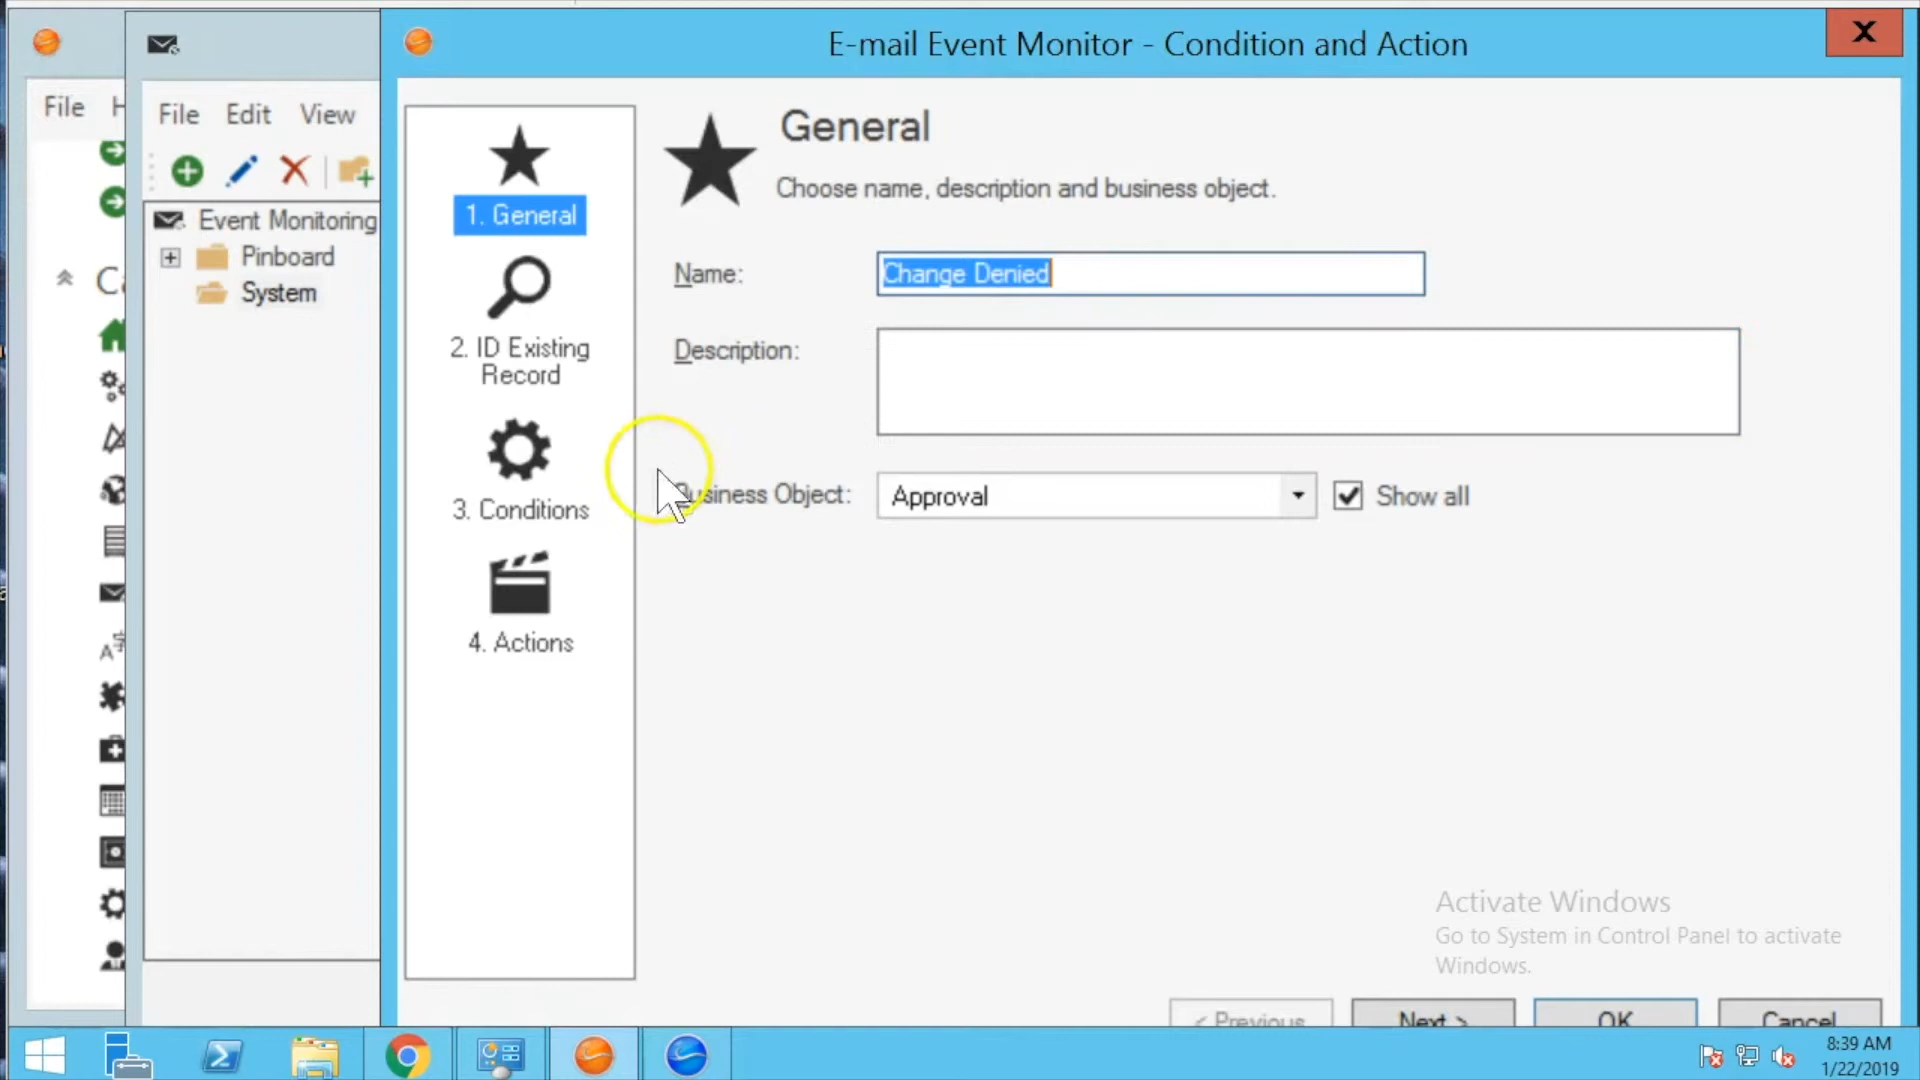 E-mail Event Monitor - Condition and Action
X
File
File Edit View
Event Monitoring
Pinboard
System
1. General
2. ID Existing
Record
3. Conditions
4. Actions
General
Choose name, description and business object.
Name:
Change Denied
Description:
Business Object:
Approval
Show all
Activate Windows
Go to System in Control Panel to activate
Windows.
< Previous
Next >
OK
Cancel
8:39 AM
1/22/2019